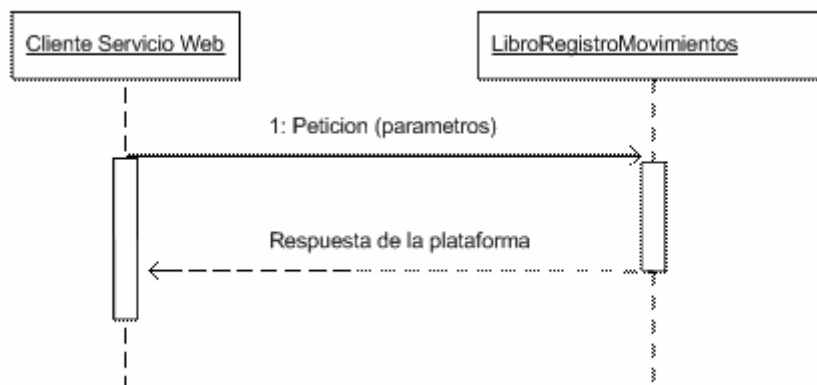 Cliente Servicio Web
LibroRegistroMovimientos
1: Peticion (parametros)
Respuesta de la plataforma